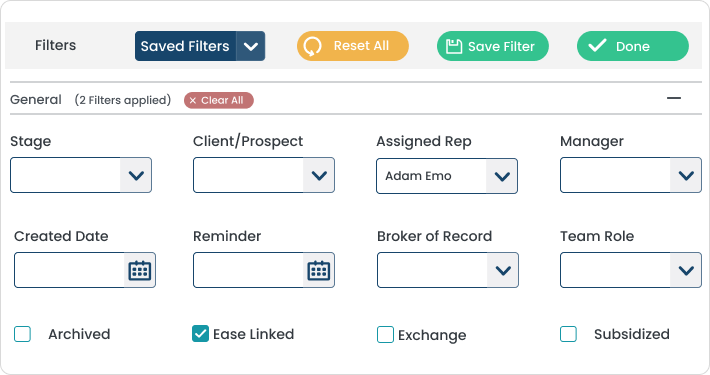 Filters Saved Filters Reset All Save Filter Done
General (2 Filters applied) × Clear All
Stage Client/Prospect Assigned Rep Manager
Adam Emo
Created Date Reminder Broker of Record Team Role
Archived Ease Linked Exchange Subsidized